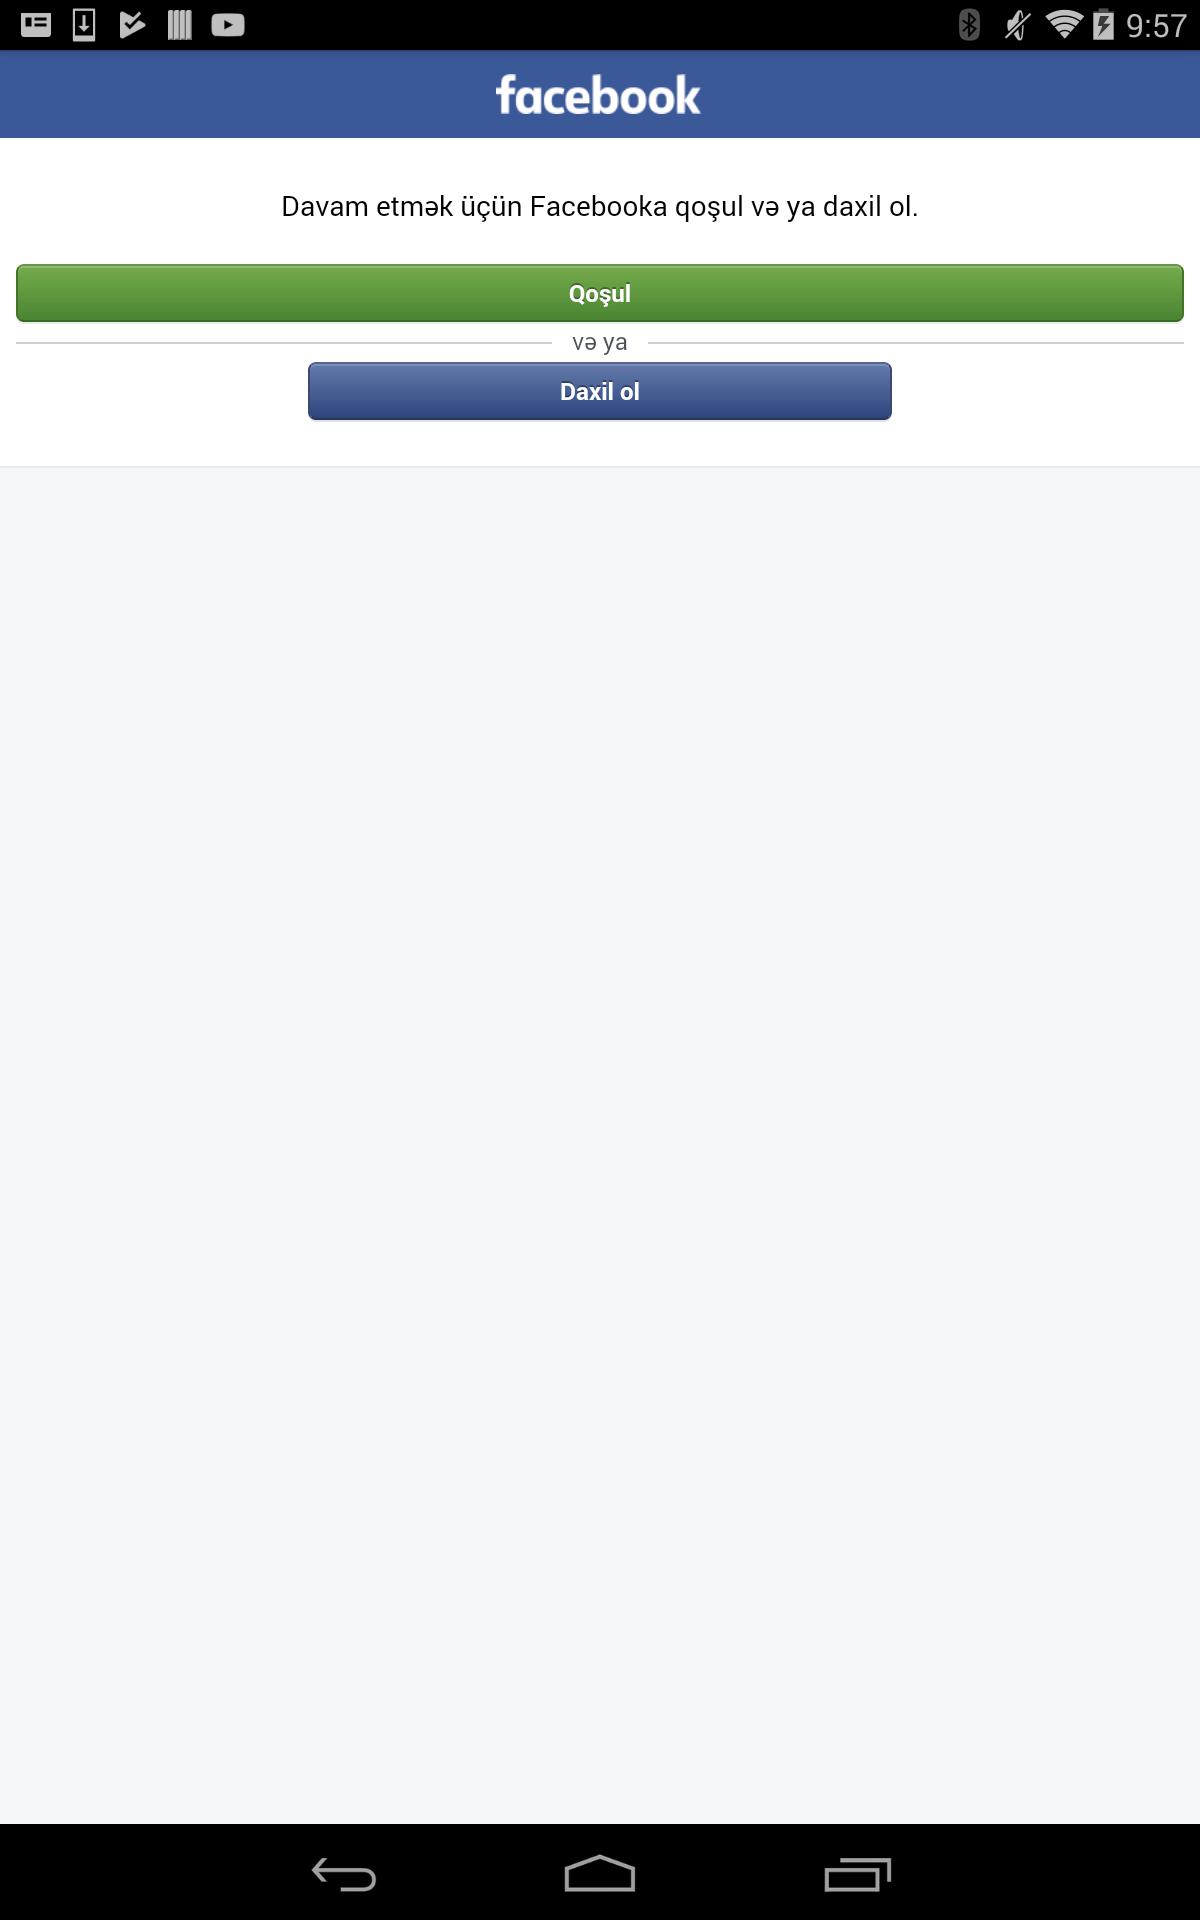 9:57
facebook
Davam etmək üçün Facebooka qoşul və ya daxil ol.
Qoşul
və ya
Daxil ol